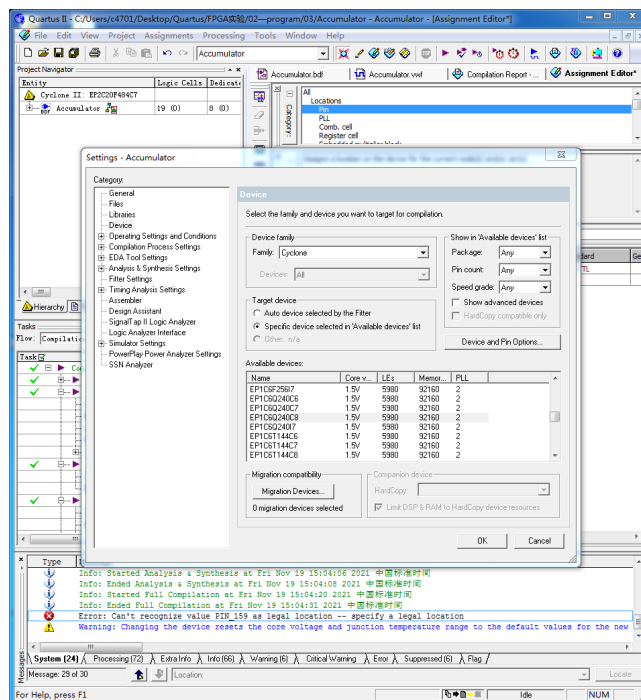 Quartus II - C:/Users/c4701/Desktop/Quartus/FPGA实验/02—program/03/Accumulator - Accumulator - [Assignment Editor*]
File Edit View Project Assignments Processing Tools Window Help
Accumulator
Project Navigator
Accumulator.bdf Accumulator.vwf Compilation Report - ... Assignment Editor*
Entity Logic Cells Dedicate
Cyclone II: EP2C20F484C7
Accumulator 19 (0) 8 (0)
Category:
All
Locations
Pin
PLL
Comb. cell
Register cell
Settings - Accumulator
Category:
General
Files
Libraries
Device
Operating Settings and Conditions
Compilation Process Settings
EDA Tool Settings
Analysis & Synthesis Settings
Fitter Settings
Timing Analysis Settings
Assembler
Design Assistant
SignalTap II Logic Analyzer
Logic Analyzer Interface
Simulator Settings
PowerPlay Power Analyzer Settings
SSN Analyzer
Device
Select the family and device you want to target for compilation.
Device family
Family: Cyclone
Devices: All
Show in 'Available devices' list
Package: Any
Pin count: Any
Speed grade: Any
Show advanced devices
HardCopy compatible only
Target device
Auto device selected by the Fitter
Specific device selected in 'Available devices' list
Other: n/a
Device and Pin Options...
Available devices:
Name Core v... LEs Memor... PLL
EP1C6F256I7 1.5V 5980 92160 2
EP1C6Q240C6 1.5V 5980 92160 2
EP1C6Q240C7 1.5V 5980 92160 2
EP1C6Q240C8 1.5V 5980 92160 2
EP1C6Q240I7 1.5V 5980 92160 2
EP1C6T144C6 1.5V 5980 92160 2
EP1C6T144C7 1.5V 5980 92160 2
EP1C6T144C8 1.5V 5980 92160 2
Migration compatibility
Migration Devices...
0 migration devices selected
Companion device
HardCopy:
Limit DSP & RAM to HardCopy device resources
OK Cancel
Hierarchy
Tasks
Flow: Compilat
Task
Co
dard Ge
TL
Type
Info: Started Analysis & Synthesis at Fri Nov 19 15:04:06 2021 中国标准时间
Info: Ended Analysis & Synthesis at Fri Nov 19 15:04:08 2021 中国标准时间
Info: Started Full Compilation at Fri Nov 19 15:04:20 2021 中国标准时间
Info: Ended Full Compilation at Fri Nov 19 15:04:31 2021 中国标准时间
Error: Can't recognize value PIN_159 as legal location -- specify a legal location
Warning: Changing the device resets the core voltage and junction temperature range to the default values for the new
Messages
System (24) Processing (72) Extra Info Info (66) Warning (6) Critical Warning Error Suppressed (6) Flag
Message: 29 of 30 Location: Locate
For Help, press F1 Idle NUM